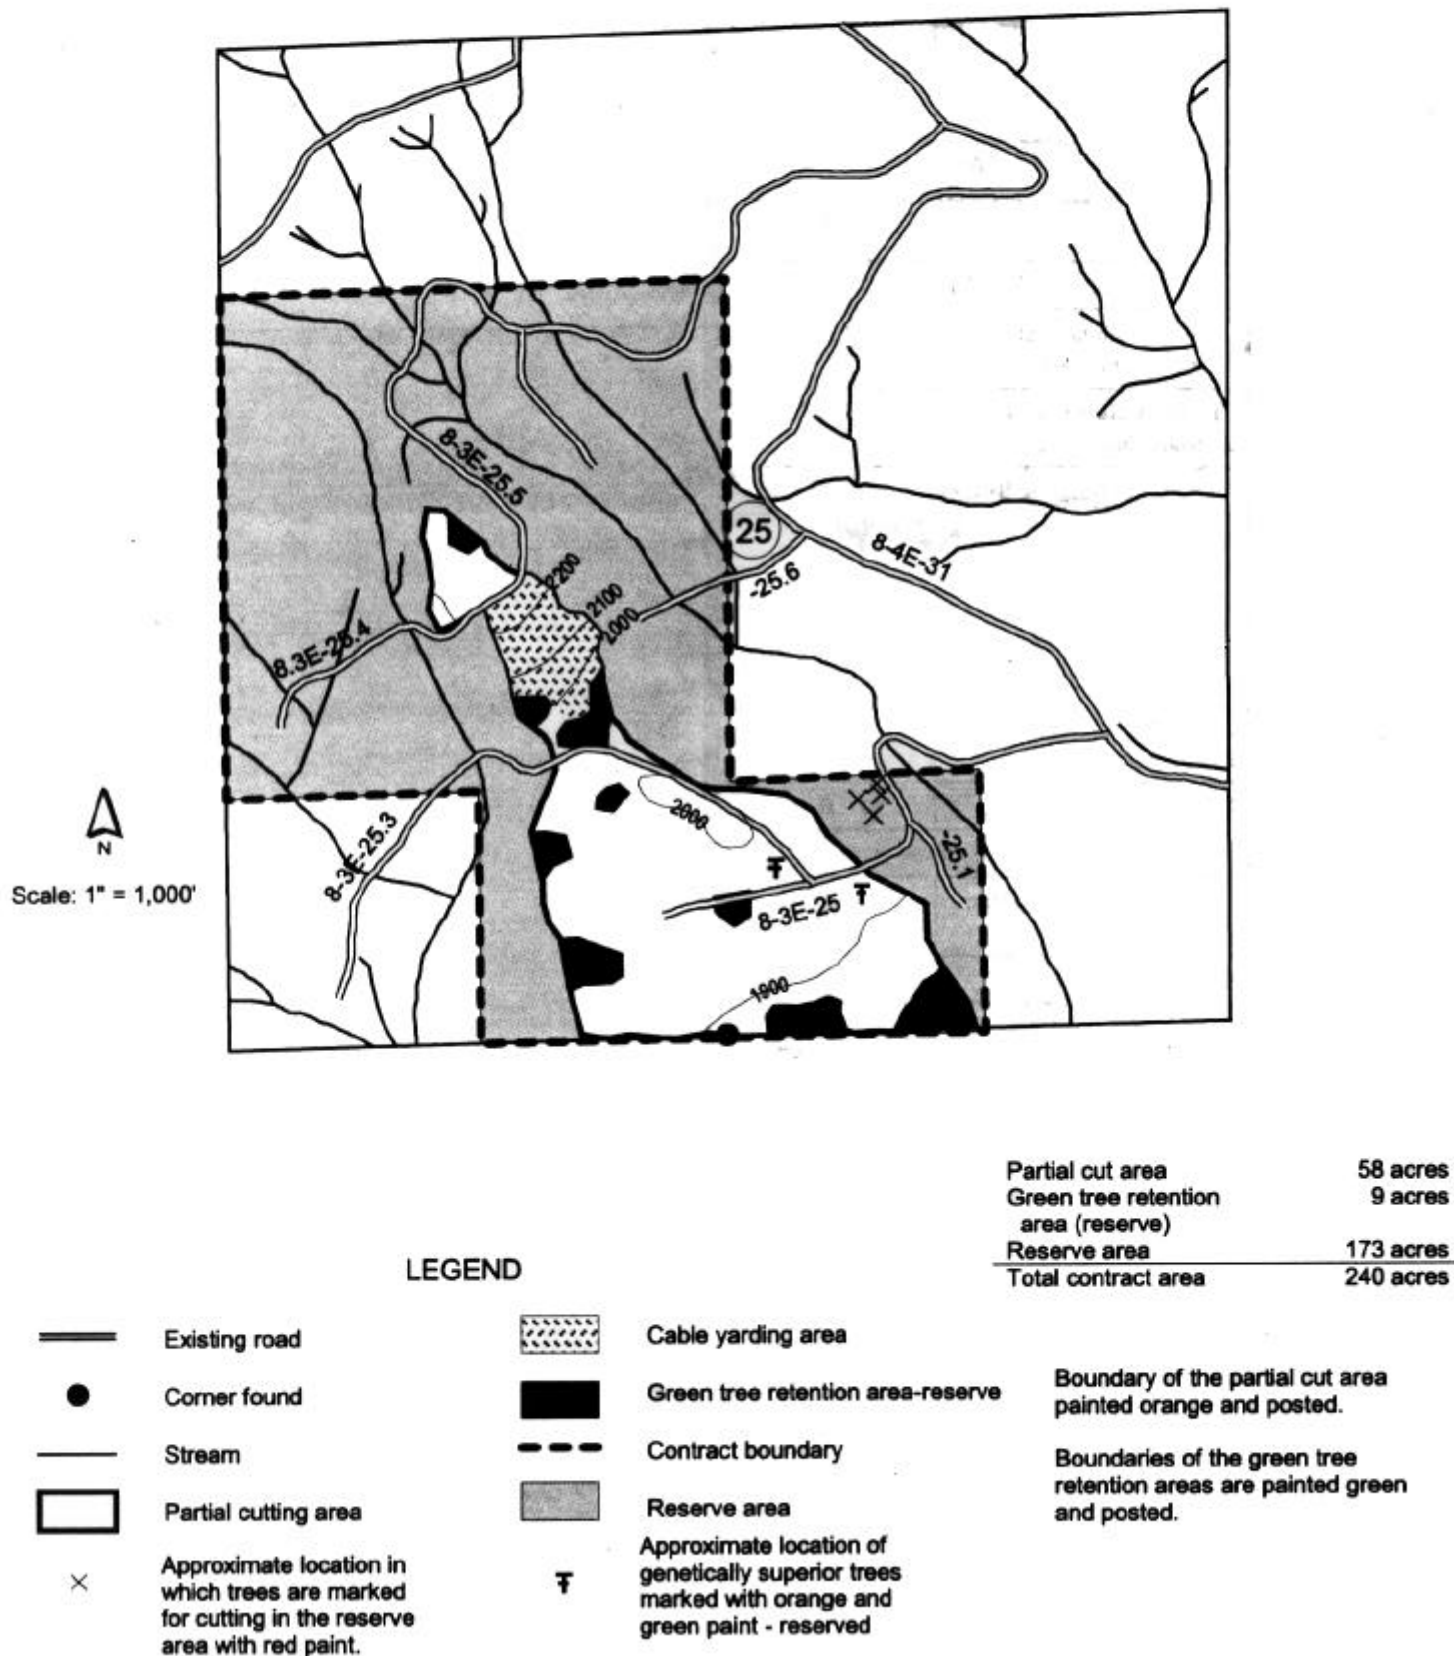 8-3E-25.5
25
8-4E-31
2200
-25.6
2100
2000
8.3E-25.4
N
Scale: 1" = 1,000'
8-3E-25.3
2000
-25.1
8-3E-25
1900
Partial cut area 58 acres
Green tree retention 9 acres
area (reserve)
Reserve area 173 acres
Total contract area 240 acres
LEGEND
Existing road
Corner found
Stream
Partial cutting area
Approximate location in
which trees are marked
for cutting in the reserve
area with red paint.
Cable yarding area
Green tree retention area-reserve
Contract boundary
Reserve area
Approximate location of
genetically superior trees
marked with orange and
green paint - reserved
Boundary of the partial cut area
painted orange and posted.
Boundaries of the green tree
retention areas are painted green
and posted.